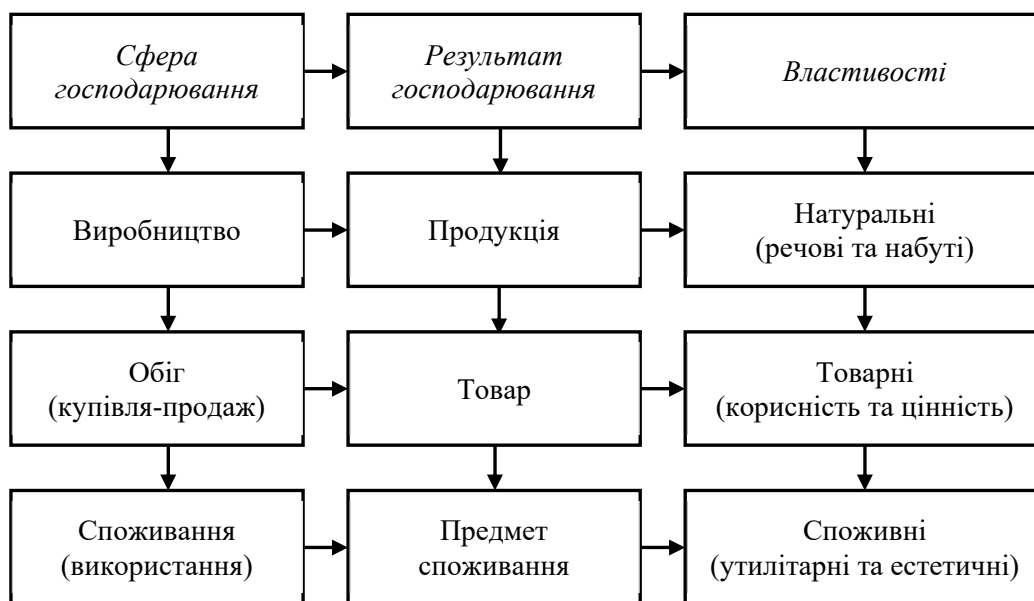 Сфера
господарювання
Результат
господарювання
Властивості
Виробництво
Продукція
Натуральні
(речові та набуті)
Обіг
(купівля-продаж)
Товар
Товарні
(корисність та цінність)
Споживання
(використання)
Предмет
споживання
Споживні
(утилітарні та естетичні)